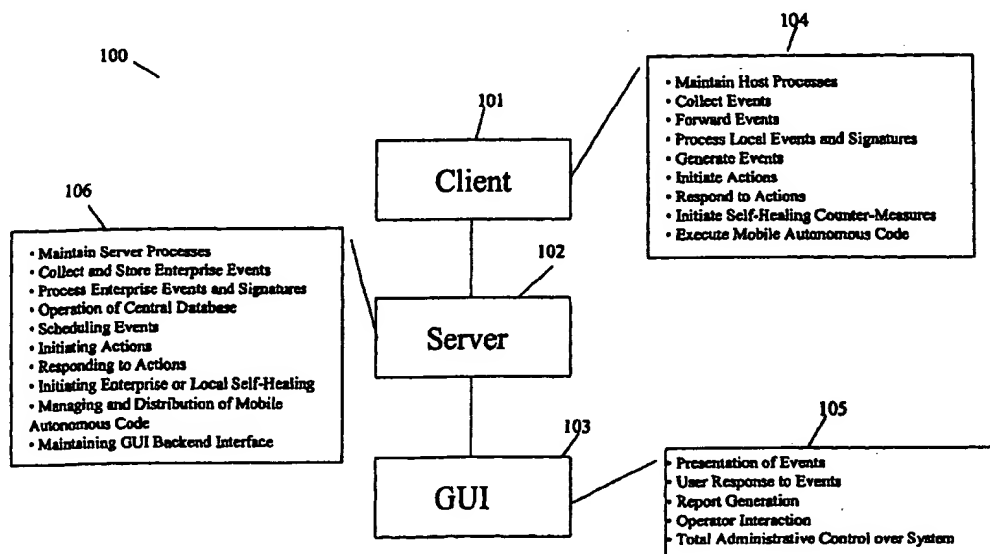 100
104
• Maintain Host Processes
• Collect Events
• Forward Events
• Process Local Events and Signatures
• Generate Events
• Initiate Actions
• Respond to Actions
• Initiate Self-Healing Counter-Measures
• Execute Mobile Autonomous Code
101
Client
106
• Maintain Server Processes
• Collect and Store Enterprise Events
• Process Enterprise Events and Signatures
• Operation of Central Database
• Scheduling Events
• Initiating Actions
• Responding to Actions
• Initiating Enterprise or Local Self-Healing
• Managing and Distribution of Mobile
Autonomous Code
• Maintaining GUI Backend Interface
102
Server
103
GUI
105
• Presentation of Events
• User Response to Events
• Report Generation
• Operator Interaction
• Total Administrative Control over System